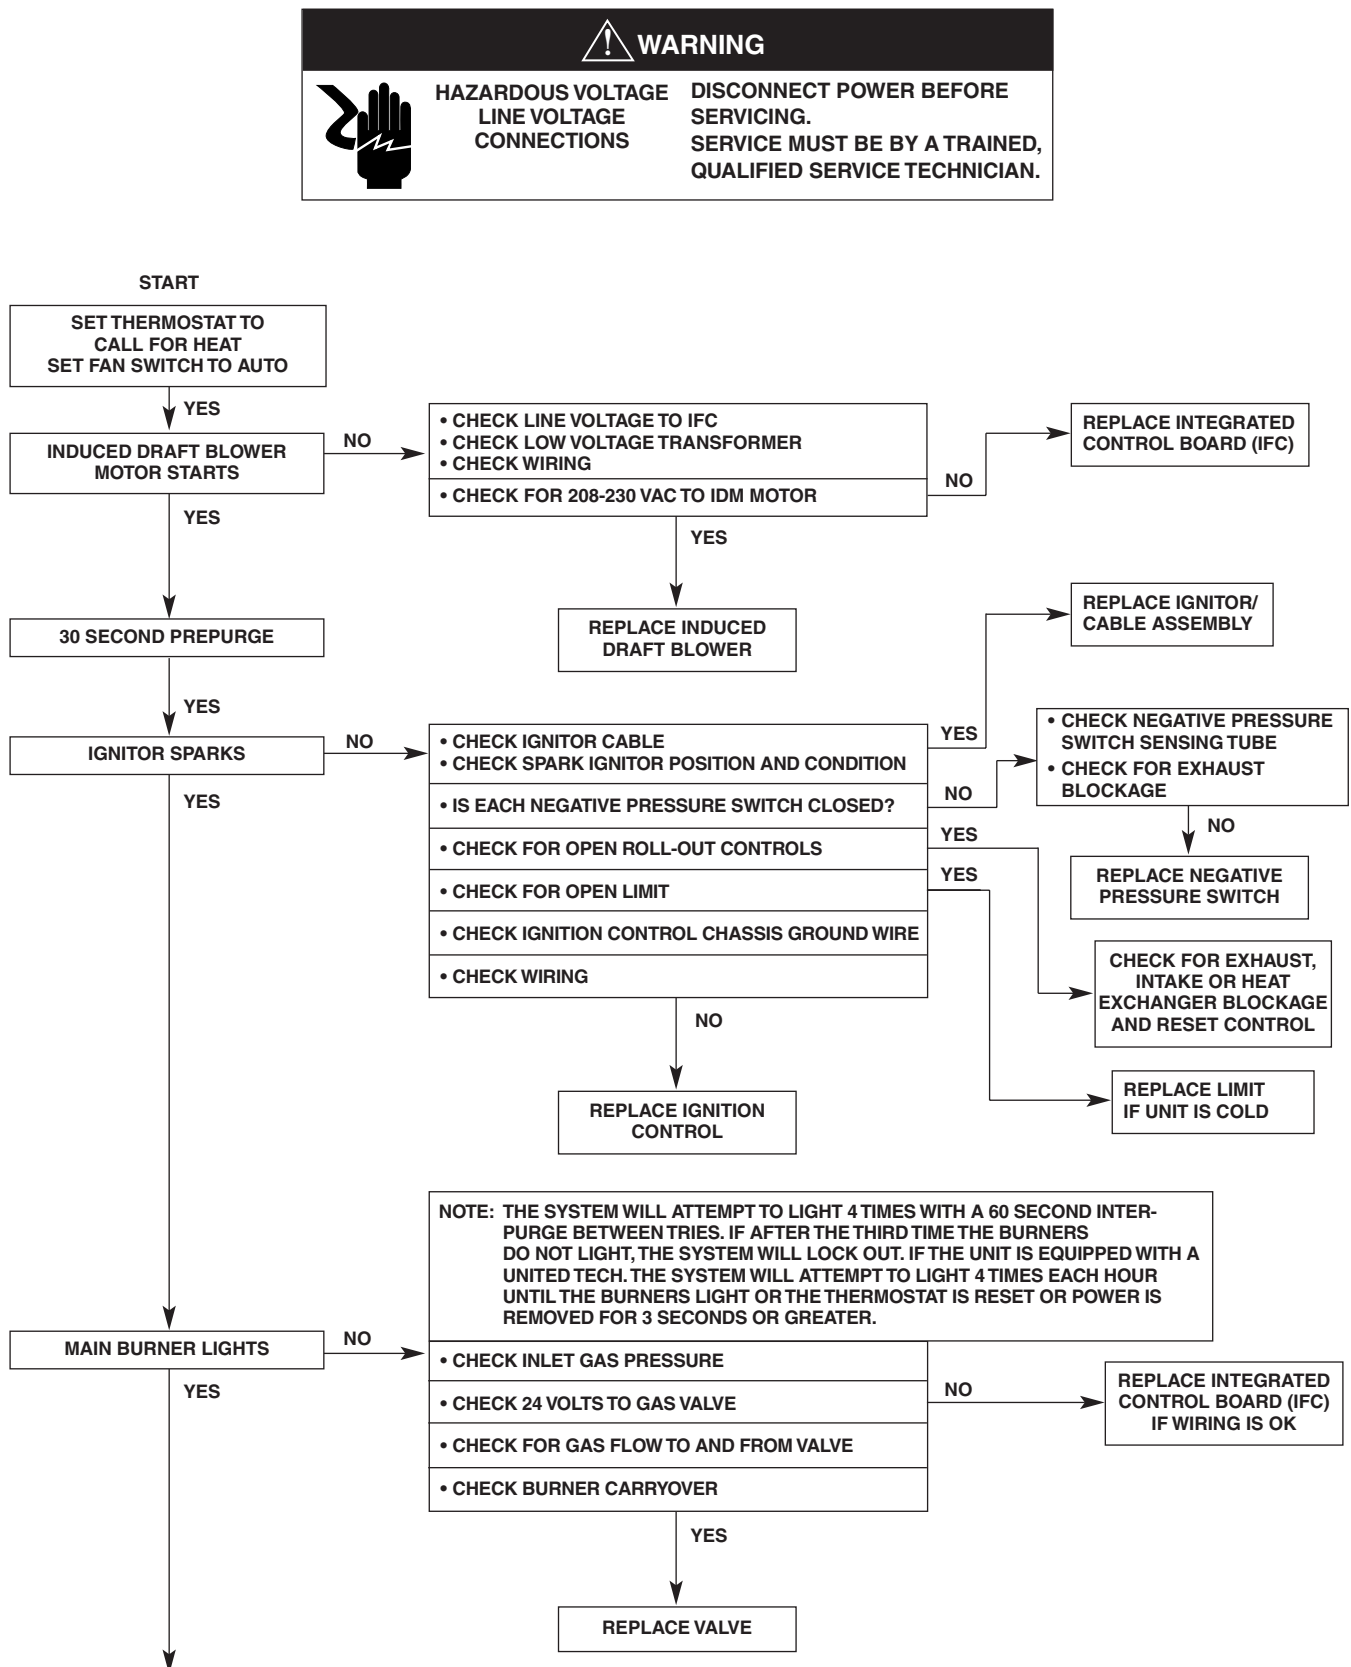 WARNING
HAZARDOUS VOLTAGE
LINE VOLTAGE
CONNECTIONS
DISCONNECT POWER BEFORE
SERVICING.
SERVICE MUST BE BY A TRAINED,
QUALIFIED SERVICE TECHNICIAN.
START
SET THERMOSTAT TO
CALL FOR HEAT
SET FAN SWITCH TO AUTO
YES
INDUCED DRAFT BLOWER
MOTOR STARTS
NO
• CHECK LINE VOLTAGE TO IFC
• CHECK LOW VOLTAGE TRANSFORMER
• CHECK WIRING
• CHECK FOR 208-230 VAC TO IDM MOTOR
NO
REPLACE INTEGRATED
CONTROL BOARD (IFC)
YES
REPLACE INDUCED
DRAFT BLOWER
YES
30 SECOND PREPURGE
YES
IGNITOR SPARKS
NO
• CHECK IGNITOR CABLE
• CHECK SPARK IGNITOR POSITION AND CONDITION
YES
REPLACE IGNITOR/
CABLE ASSEMBLY
• IS EACH NEGATIVE PRESSURE SWITCH CLOSED?
NO
• CHECK NEGATIVE PRESSURE
SWITCH SENSING TUBE
• CHECK FOR EXHAUST
BLOCKAGE
NO
REPLACE NEGATIVE
PRESSURE SWITCH
• CHECK FOR OPEN ROLL-OUT CONTROLS
YES
CHECK FOR EXHAUST,
INTAKE OR HEAT
EXCHANGER BLOCKAGE
AND RESET CONTROL
• CHECK FOR OPEN LIMIT
YES
REPLACE LIMIT
IF UNIT IS COLD
• CHECK IGNITION CONTROL CHASSIS GROUND WIRE
• CHECK WIRING
NO
REPLACE IGNITION
CONTROL
YES
NOTE: THE SYSTEM WILL ATTEMPT TO LIGHT 4 TIMES WITH A 60 SECOND INTER-
PURGE BETWEEN TRIES. IF AFTER THE THIRD TIME THE BURNERS
DO NOT LIGHT, THE SYSTEM WILL LOCK OUT. IF THE UNIT IS EQUIPPED WITH A
UNITED TECH. THE SYSTEM WILL ATTEMPT TO LIGHT 4 TIMES EACH HOUR
UNTIL THE BURNERS LIGHT OR THE THERMOSTAT IS RESET OR POWER IS
REMOVED FOR 3 SECONDS OR GREATER.
MAIN BURNER LIGHTS
NO
• CHECK INLET GAS PRESSURE
• CHECK 24 VOLTS TO GAS VALVE
NO
REPLACE INTEGRATED
CONTROL BOARD (IFC)
IF WIRING IS OK
• CHECK FOR GAS FLOW TO AND FROM VALVE
• CHECK BURNER CARRYOVER
YES
REPLACE VALVE
YES